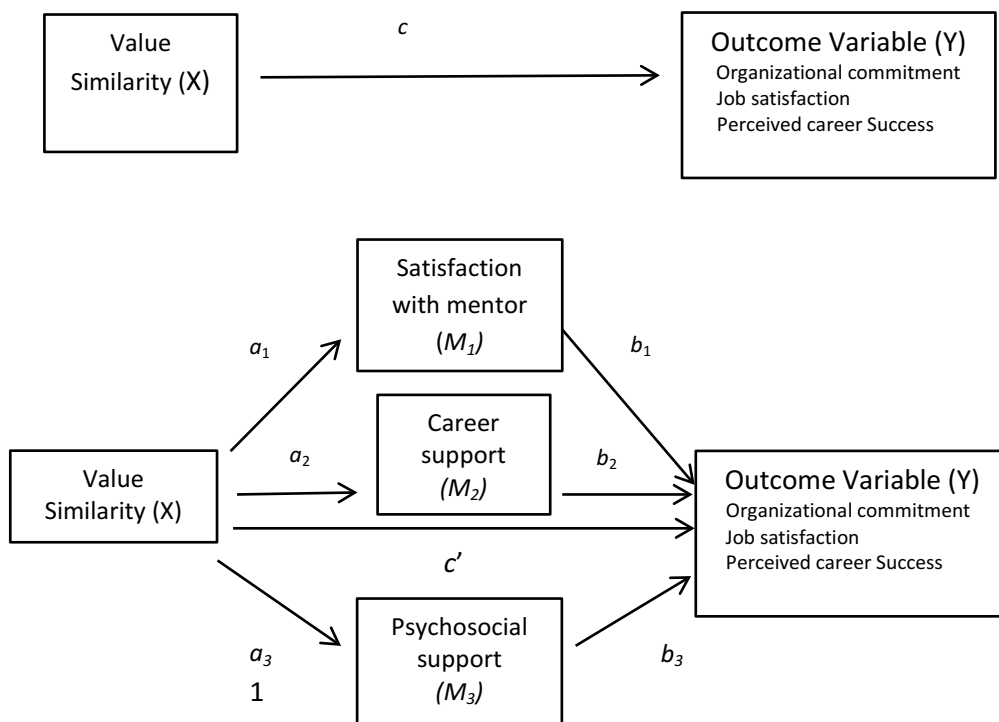 c
Value
Similarity (X)
Outcome Variable (Y)
Organizational commitment
Job satisfaction
Perceived career Success
Satisfaction
with mentor
(M₁)
a₁
b₁
Career
support
(M₂)
a₂
b₂
Value
Similarity (X)
Outcome Variable (Y)
Organizational commitment
Job satisfaction
Perceived career Success
c’
Psychosocial
support
(M₃)
a₃
1
b₃